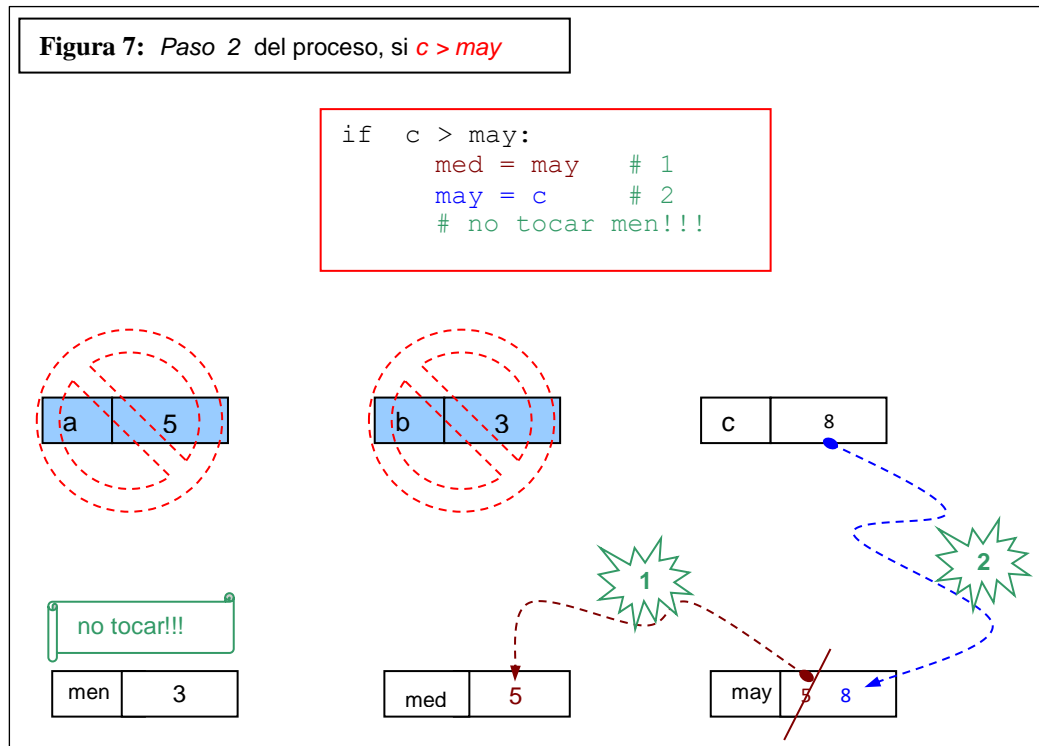 Figura 7: Paso 2 del proceso, si c > may
if c > may:
med = may # 1
may = c # 2
# no tocar men!!!
a 5
b 3
c 8
1
2
no tocar!!!
men 3
med 5
may 5 8